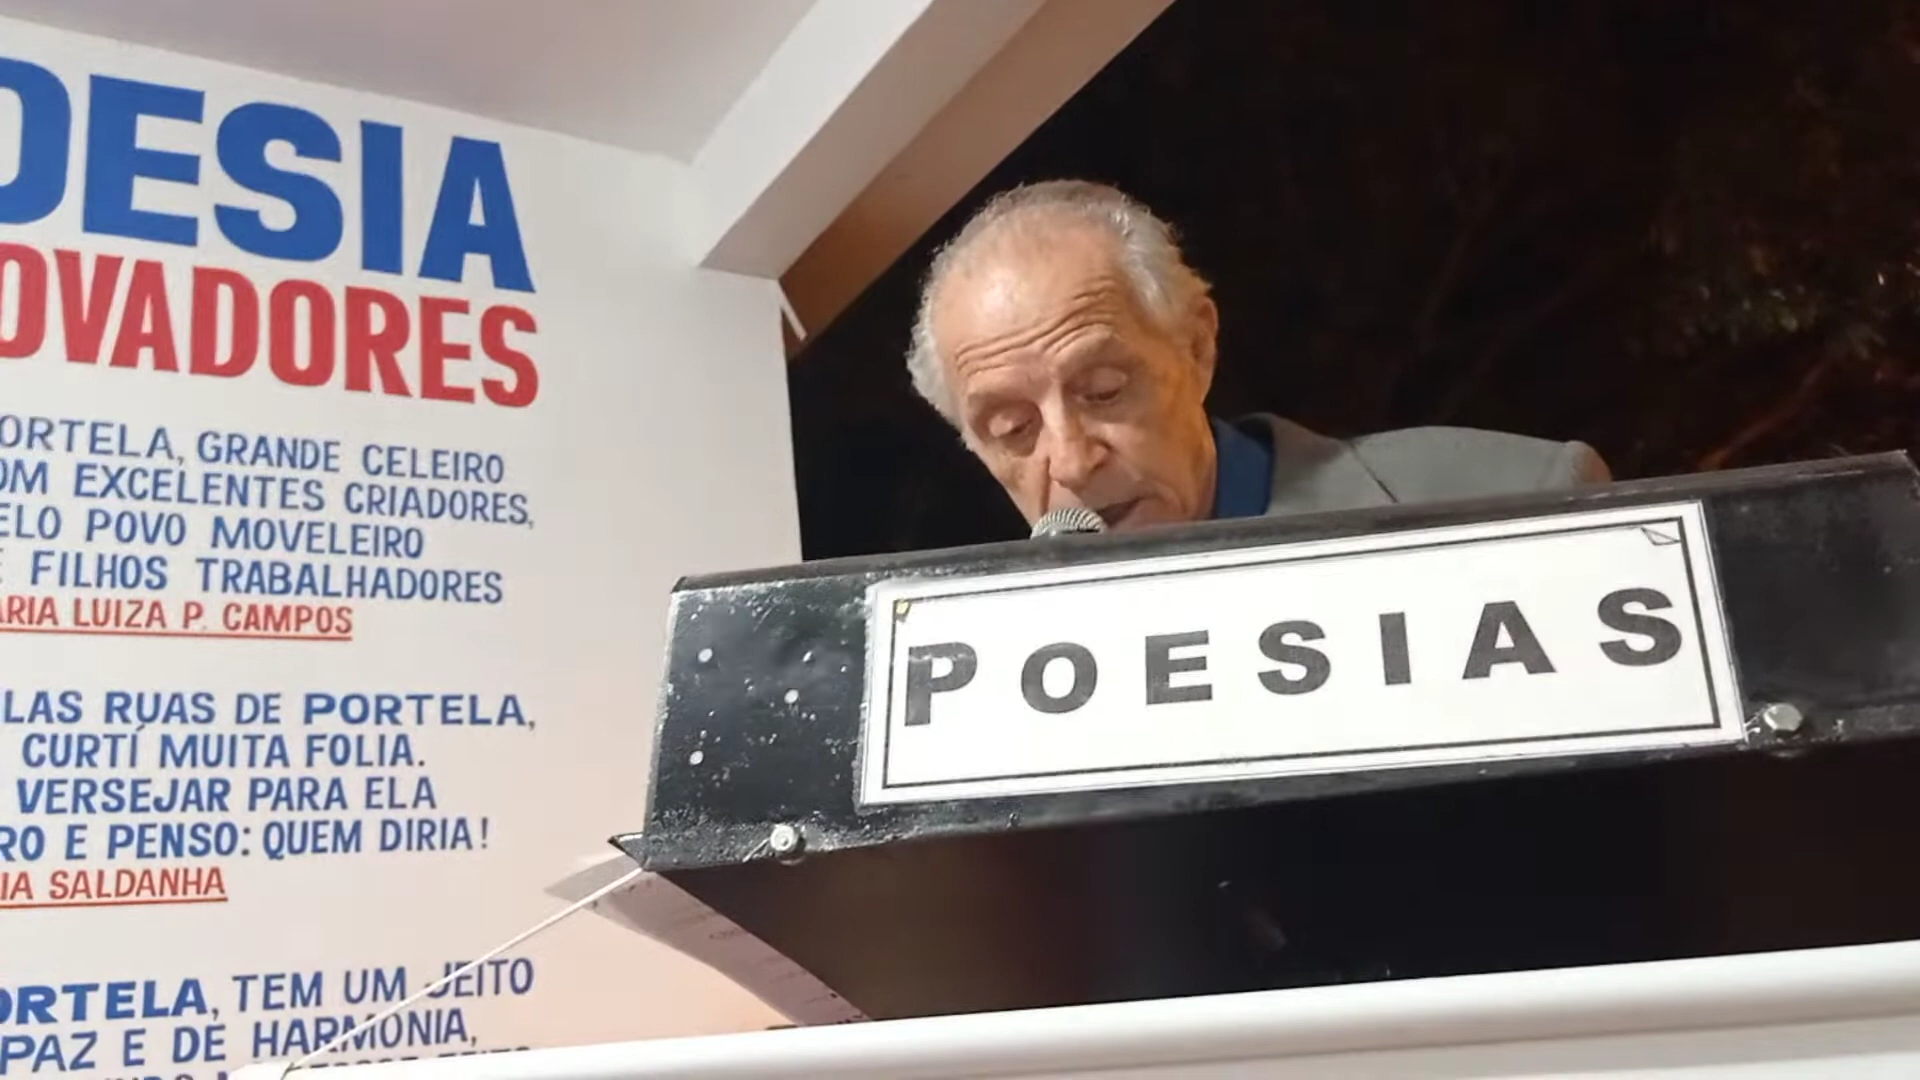 OESIA
OVADORES
ORTELA, GRANDE CELEIRO
OM EXCELENTES CRIADORES,
ELO POVO MOVELEIRO
E FILHOS TRABALHADORES
ARIA LUIZA P. CAMPOS
LAS RUAS DE PORTELA,
CURTÍ MUITA FOLIA.
VERSEJAR PARA ELA
RO E PENSO: QUEM DIRIA!
IA SALDANHA
ORTELA, TEM UM JEITO
PAZ E DE HARMONIA,
POESIAS